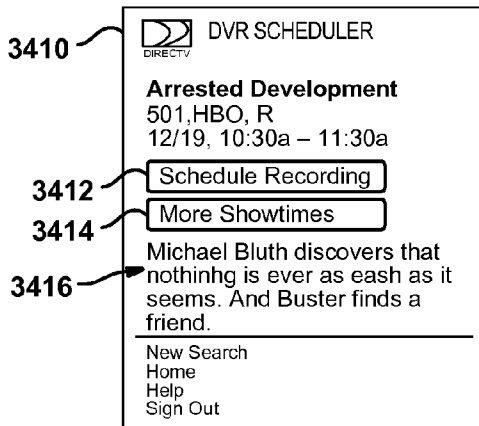 3410
DIRECTV
DVR SCHEDULER
Arrested Development
501,HBO, R
12/19, 10:30a – 11:30a
3412
Schedule Recording
3414
More Showtimes
3416
Michael Bluth discovers that
nothinhg is ever as eash as it
seems. And Buster finds a
friend.
New Search
Home
Help
Sign Out